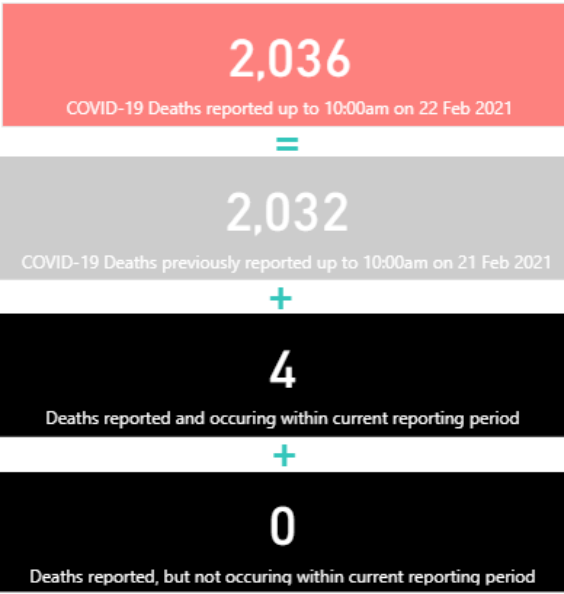 2,036
COVID-19 Deaths reported up to 10:00am on 22 Feb 2021
=
2,032
COVID-19 Deaths previously reported up to 10:00am on 21 Feb 2021
+
4
Deaths reported and occuring within current reporting period
+
0
Deaths reported, but not occuring within current reporting period